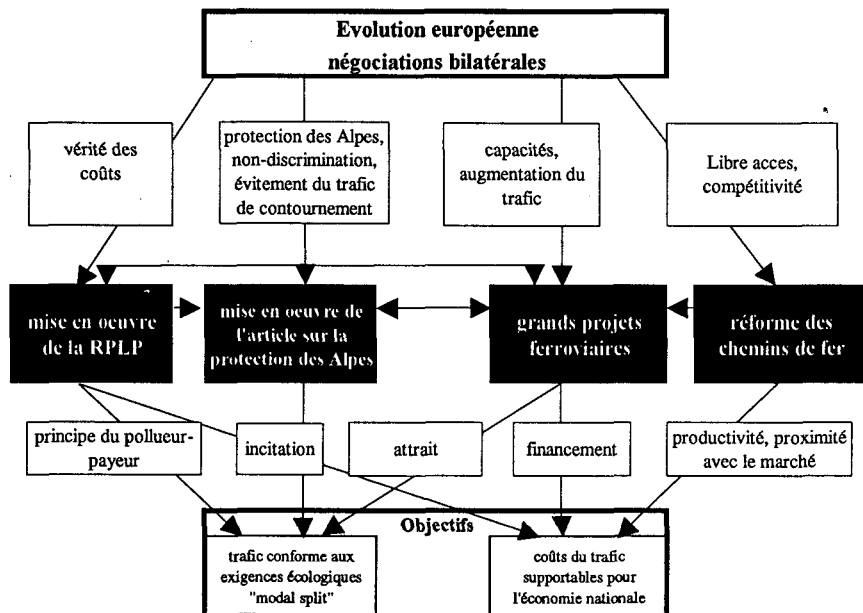 Evolution européenne
négociations bilatérales
vérité des
coûts
protection des Alpes,
non-discrimination,
évitement du trafic
de contournement
capacités,
augmentation du
trafic
Libre acces,
compétitivité
mise en oeuvre
de la RPLP
mise en oeuvre de
l'article sur la
protection des Alpes
grands projets
ferroviaires
réforme des
chemins de fer
principe du pollueur-
payeur
incitation
attrait
financement
productivité, proximité
avec le marché
Objectifs
trafic conforme aux
exigences écologiques
"modal split"
coûts du trafic
supportables pour
l'économie nationale